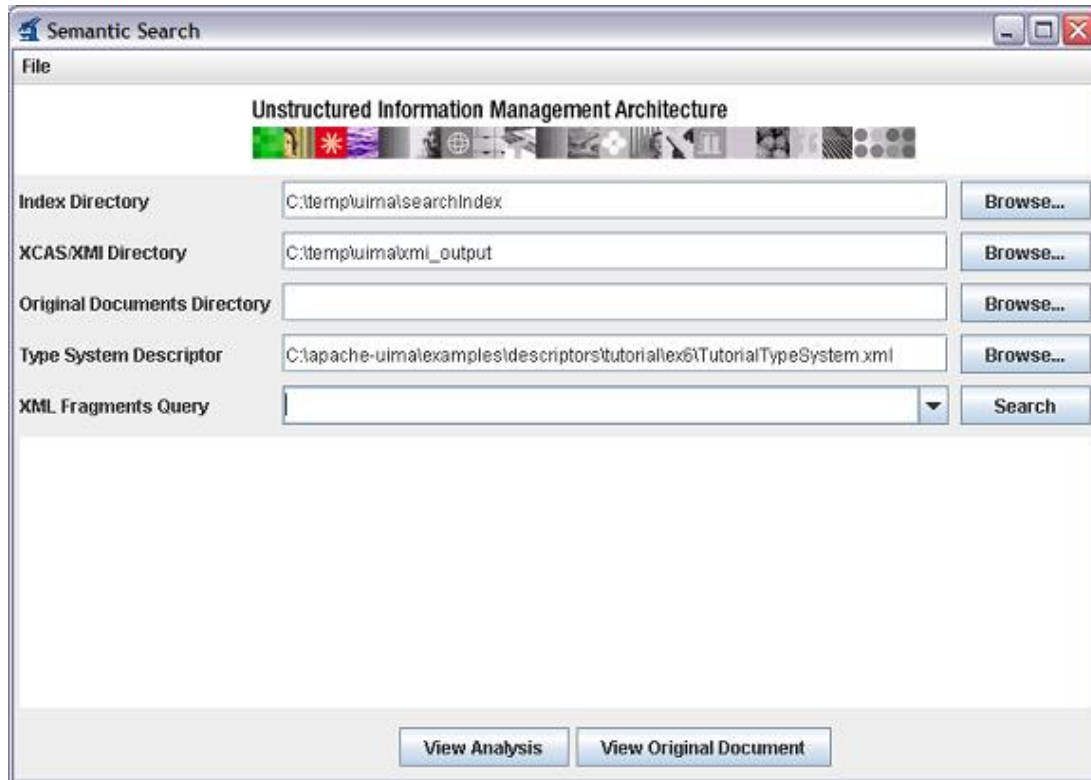 Semantic Search
File
Unstructured Information Management Architecture
Index Directory C:\temp\uima\searchIndex Browse...
XCAS/XMI Directory C:\temp\uima\xmi_output Browse...
Original Documents Directory Browse...
Type System Descriptor C:\apache-uima\examples\descriptors\tutorial\ex6\TutorialTypeSystem.xml Browse...
XML Fragments Query Search
View Analysis View Original Document